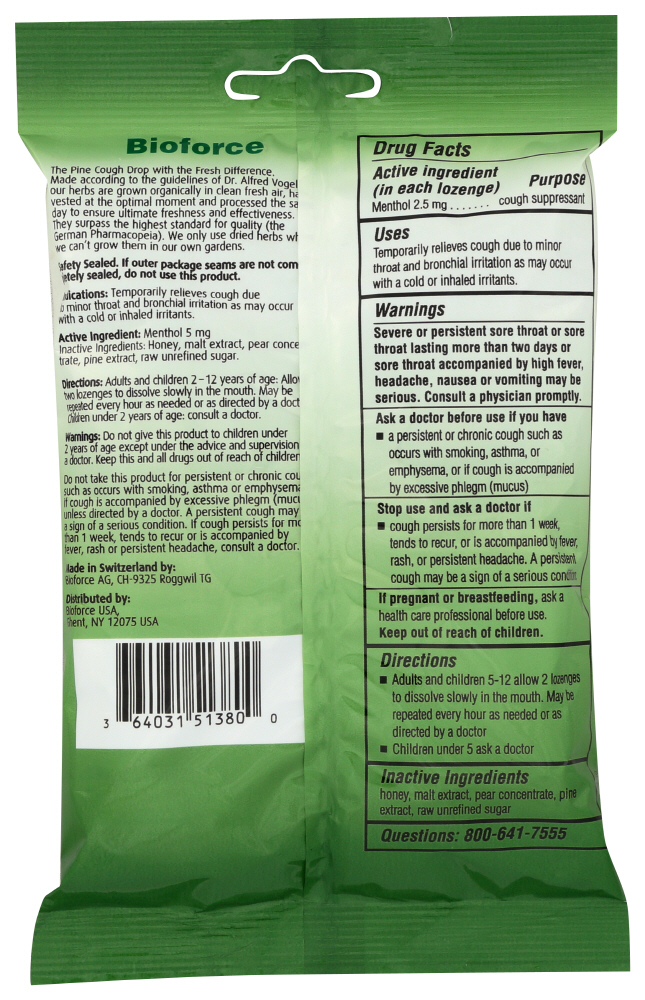 Bioforce
The Pine Cough Drop with the Fresh Difference.
Made according to the guidelines of Dr. Alfred Vogel
our herbs are grown organically in clean fresh air, ha
vested at the optimal moment and processed the sa
day to ensure ultimate freshness and effectiveness.
They surpass the highest standard for quality (the
German Pharmacopeia). We only use dried herbs wh
we can't grow them in our own gardens.
Safety Sealed. If outer package seams are not com
etely sealed, do not use this product.
dications: Temporarily relieves cough due
o minor throat and bronchial irritation as may occur
with a cold or inhaled irritants.
Active Ingredient: Menthol 5 mg
Inactive Ingredients: Honey, malt extract, pear conce
trate, pine extract, raw unrefined sugar.
Directions: Adults and children 2–12 years of age: Allow
two lozenges to dissolve slowly in the mouth. May be
repeated every hour as needed or as directed by a doct
Children under 2 years of age: consult a doctor.
Warnings: Do not give this product to children under
2 years of age except under the advice and supervision
a doctor. Keep this and all drugs out of reach of children
Do not take this product for persistent or chronic cou
such as occurs with smoking, asthma or emphysema
if cough is accompanied by excessive phlegm (mucu
unless directed by a doctor. A persistent cough may
a sign of a serious condition. If cough persists for mo
than 1 week, tends to recur or is accompanied by
fever, rash or persistent headache, consult a doctor.
Made in Switzerland by:
Bioforce AG, CH-9325 Roggwil TG
Distributed by:
Bioforce USA,
Ghent, NY 12075 USA
3 64031 51380 0
Drug Facts
Active ingredient
(in each lozenge) Purpose
Menthol 2.5 mg ....... cough suppressant
Uses
Temporarily relieves cough due to minor
throat and bronchial irritation as may occur
with a cold or inhaled irritants.
Warnings
Severe or persistent sore throat or sore
throat lasting more than two days or
sore throat accompanied by high fever,
headache, nausea or vomiting may be
serious. Consult a physician promptly.
Ask a doctor before use if you have
■ a persistent or chronic cough such as
occurs with smoking, asthma, or
emphysema, or if cough is accompanied
by excessive phlegm (mucus)
Stop use and ask a doctor if
■ cough persists for more than 1 week,
tends to recur, or is accompanied by fever,
rash, or persistent headache. A persistent
cough may be a sign of a serious condition
If pregnant or breastfeeding, ask a
health care professional before use.
Keep out of reach of children.
Directions
■ Adults and children 5-12 allow 2 lozenges
to dissolve slowly in the mouth. May be
repeated every hour as needed or as
directed by a doctor
■ Children under 5 ask a doctor
Inactive Ingredients
honey, malt extract, pear concentrate, pine
extract, raw unrefined sugar
Questions: 800-641-7555